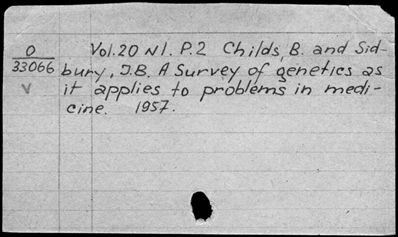 O Vol.20 N1. P.2 Childs, B. and Sid-
33066 bury, J.B. A Survey of genetics as
V it applies to problems in medi-
cine. 1957.